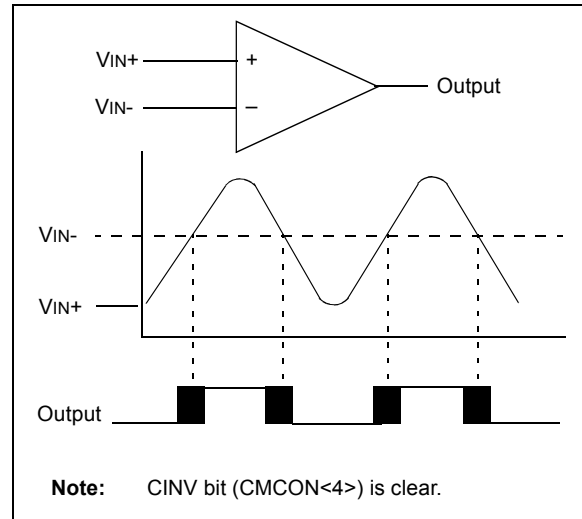 VIN+
+
Output
VIN-
–
VIN-
VIN+
Output
Note: CINV bit (CMCON<4>) is clear.